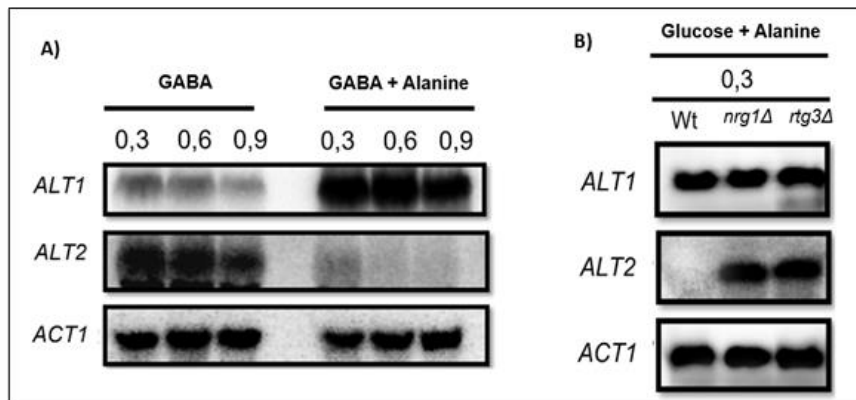 A)
GABA
GABA + Alanine
0,3 0,6 0,9 0,3 0,6 0,9
ALT1
ALT2
ACT1
B)
Glucose + Alanine
0,3
Wt nrg1Δ rtg3Δ
ALT1
ALT2
ACT1